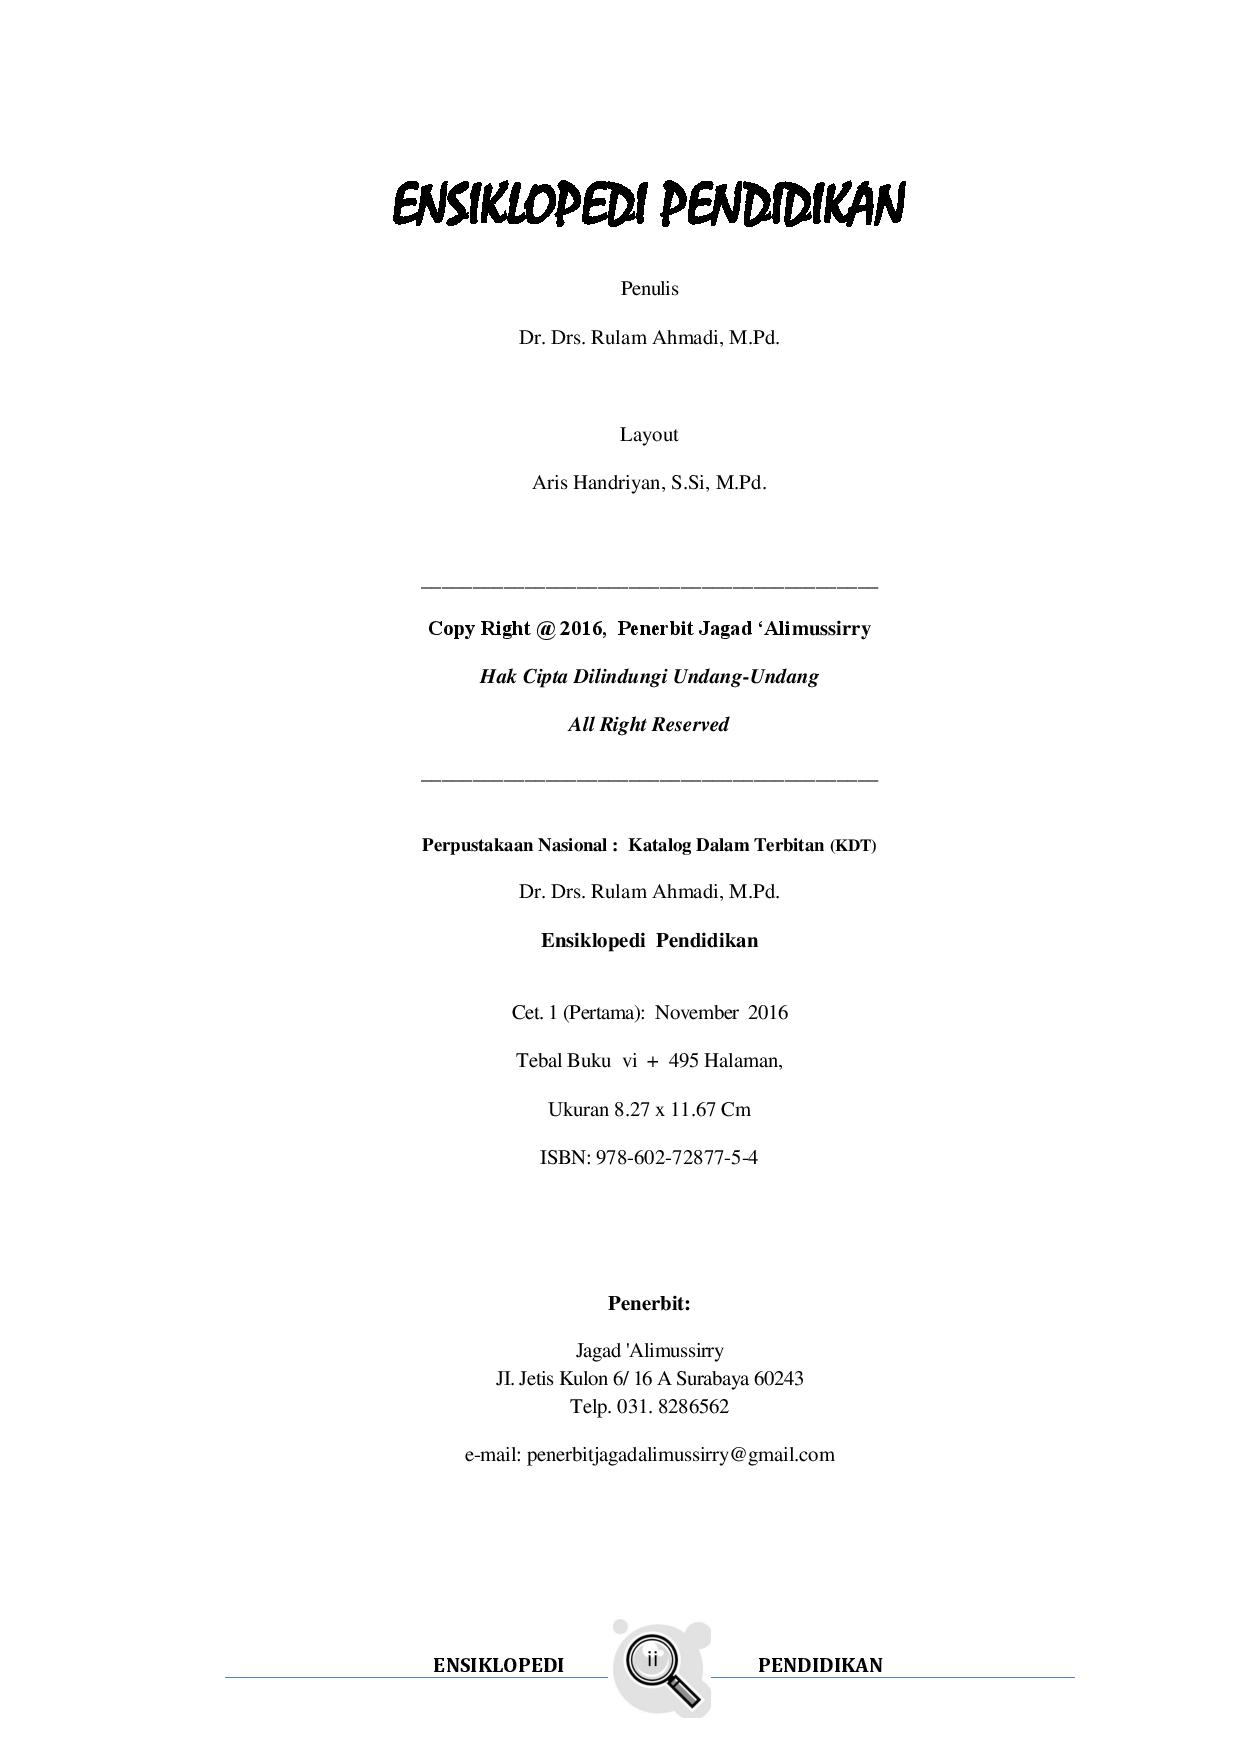 ENSIKLOPEDI PENDIDIKAN
Penulis
Dr. Drs. Rulam Ahmadi, M.Pd.
Layout
Aris Handriyan, S.Si, M.Pd.
Copy Right @ 2016, Penerbit Jagad ‘Alimussirry
Hak Cipta Dilindungi Undang-Undang
All Right Reserved
Perpustakaan Nasional : Katalog Dalam Terbitan (KDT)
Dr. Drs. Rulam Ahmadi, M.Pd.
Ensiklopedi Pendidikan
Cet. 1 (Pertama): November 2016
Tebal Buku vi + 495 Halaman,
Ukuran 8.27 x 11.67 Cm
ISBN: 978-602-72877-5-4
Penerbit:
Jagad 'Alimussirry
JI. Jetis Kulon 6/ 16 A Surabaya 60243
Telp. 031. 8286562
e-mail: penerbitjagadalimussirry@gmail.com
ENSIKLOPEDI ii PENDIDIKAN